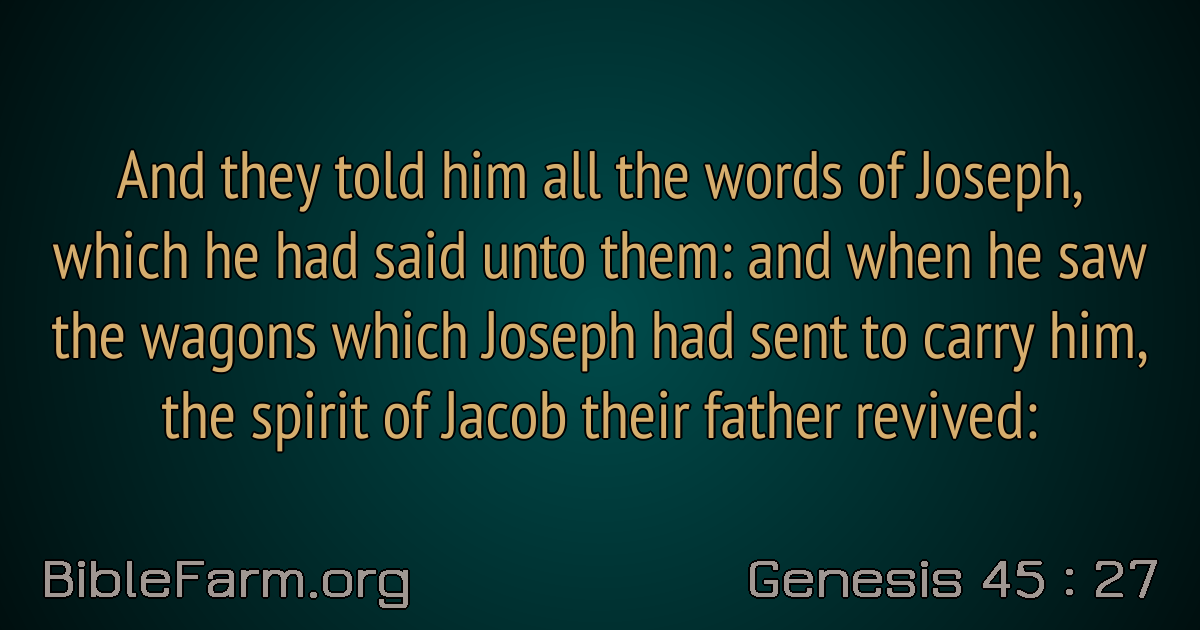 And they told him all the words of Joseph,
which he had said unto them: and when he saw
the wagons which Joseph had sent to carry him,
the spirit of Jacob their father revived:
BibleFarm.org
Genesis 45 : 27